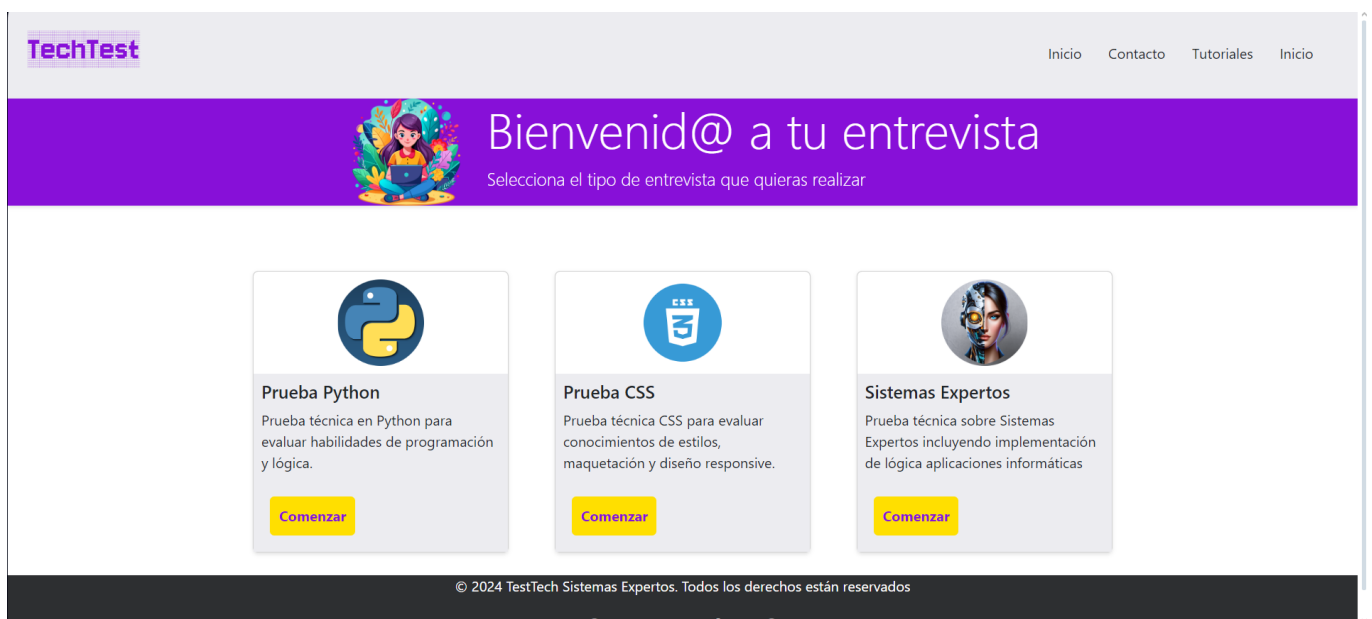 TechTest
Inicio Contacto Tutoriales Inicio
Bienvenid@ a tu entrevista
Selecciona el tipo de entrevista que quieras realizar
Prueba Python
Prueba técnica en Python para
evaluar habilidades de programación
y lógica.
Comenzar
CSS
3
Prueba CSS
Prueba técnica CSS para evaluar
conocimientos de estilos,
maquetación y diseño responsive.
Comenzar
Sistemas Expertos
Prueba técnica sobre Sistemas
Expertos incluyendo implementación
de lógica aplicaciones informáticas
Comenzar
© 2024 TestTech Sistemas Expertos. Todos los derechos están reservados